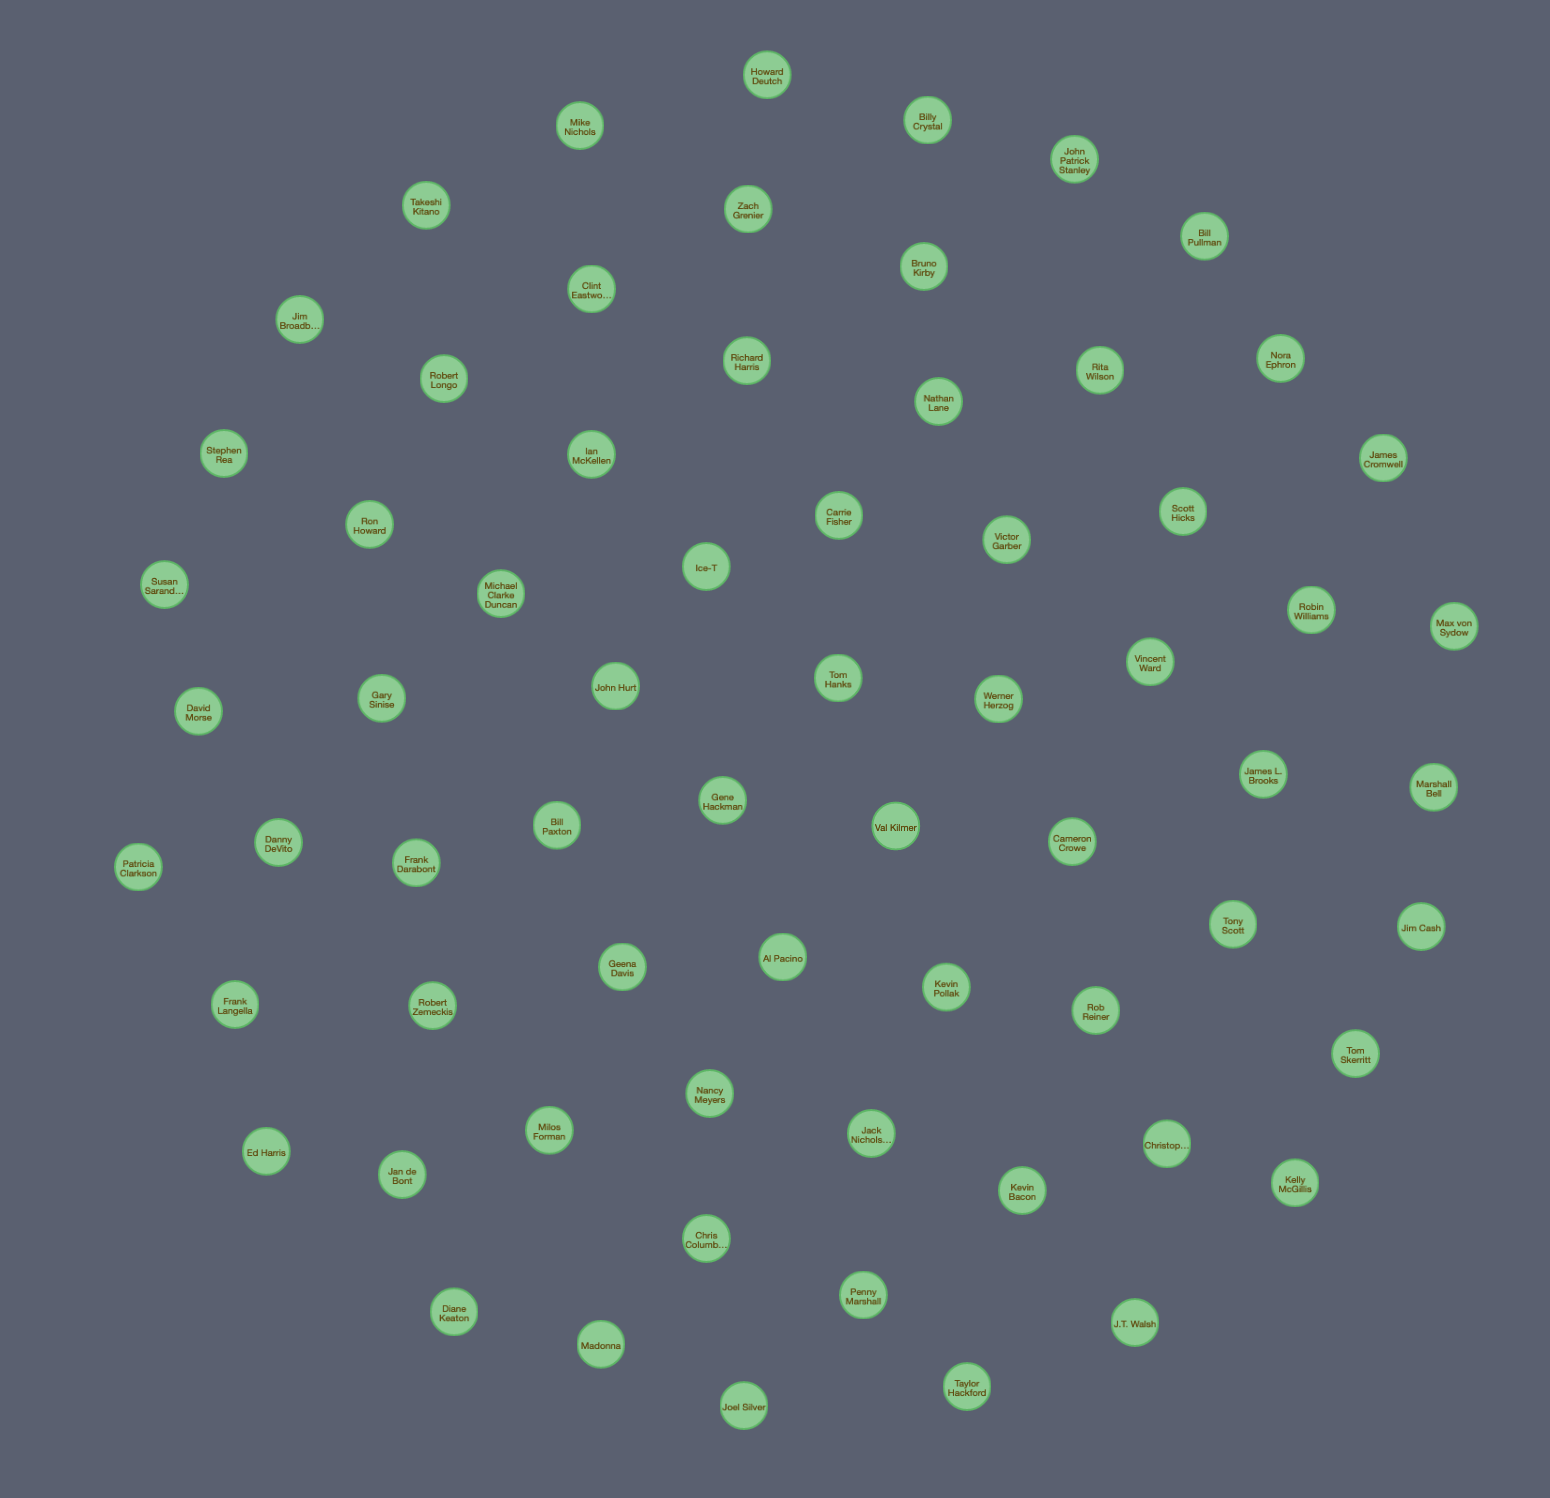 Howard
Deutch
Billy
Crystal
Mike
Nichols
John
Patrick
Stanley
Takeshi
Kitano
Zach
Grenier
Bill
Pullman
Bruno
Kirby
Clint
Eastwo...
Jim
Broadb...
Nora
Ephron
Richard
Harris
Rita
Wilson
Robert
Longo
Nathan
Lane
Stephen
Rea
Ian
McKellen
James
Cromwell
Scott
Hicks
Carrie
Fisher
Ron
Howard
Victor
Garber
Ice-T
Susan
Sarand...
Michael
Clarke
Duncan
Robin
Williams
Max von
Sydow
Vincent
Ward
Tom
Hanks
John Hurt
Gary
Sinise
Werner
Herzog
David
Morse
James L.
Brooks
Marshall
Bell
Gene
Hackman
Bill
Paxton
Val Kilmer
Cameron
Crowe
Danny
DeVito
Frank
Darabont
Patricia
Clarkson
Tony
Scott
Jim Cash
Al Pacino
Geena
Davis
Kevin
Pollak
Frank
Langella
Robert
Zemeckis
Rob
Reiner
Tom
Skerritt
Nancy
Meyers
Milos
Forman
Jack
Nichols...
Christop...
Ed Harris
Jan de
Bont
Kelly
McGillis
Kevin
Bacon
Chris
Columb...
Penny
Marshall
Diane
Keaton
J.T. Walsh
Madonna
Taylor
Hackford
Joel Silver